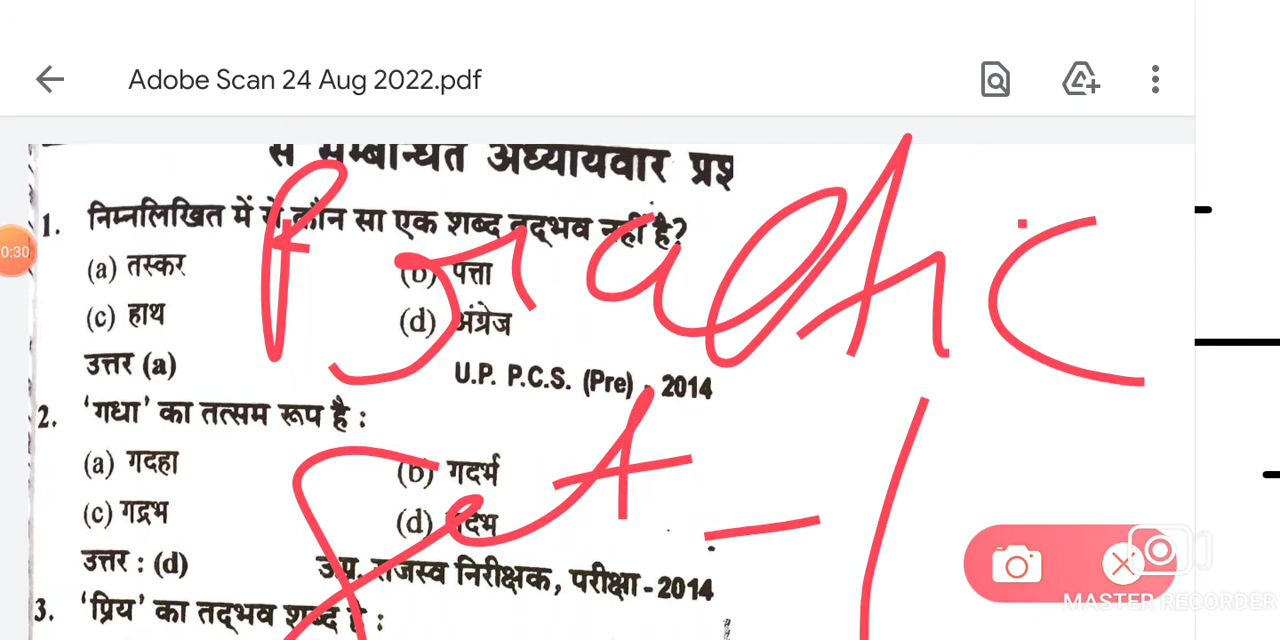 Adobe Scan 24 Aug 2022.pdf
से सम्बन्धित अध्यायवार प्रश्
1. निम्नलिखित में से कौन सा एक शब्द तद्भव नहीं है?
(a) तस्कर (b) पत्ता
(c) हाथ (d) अंग्रेज
उत्तर (a) U.P. P.C.S. (Pre) - 2014
2. 'गधा' का तत्सम रूप है :
(a) गदहा (b) गदर्भ
(c) गद्रभ (d) गर्दभ
उत्तर : (d) उ.प्र. राजस्व निरीक्षक, परीक्षा - 2014
3. 'प्रिय' का तद्भव शब्द है :
0:30
Set - 1
MASTER RECORDER